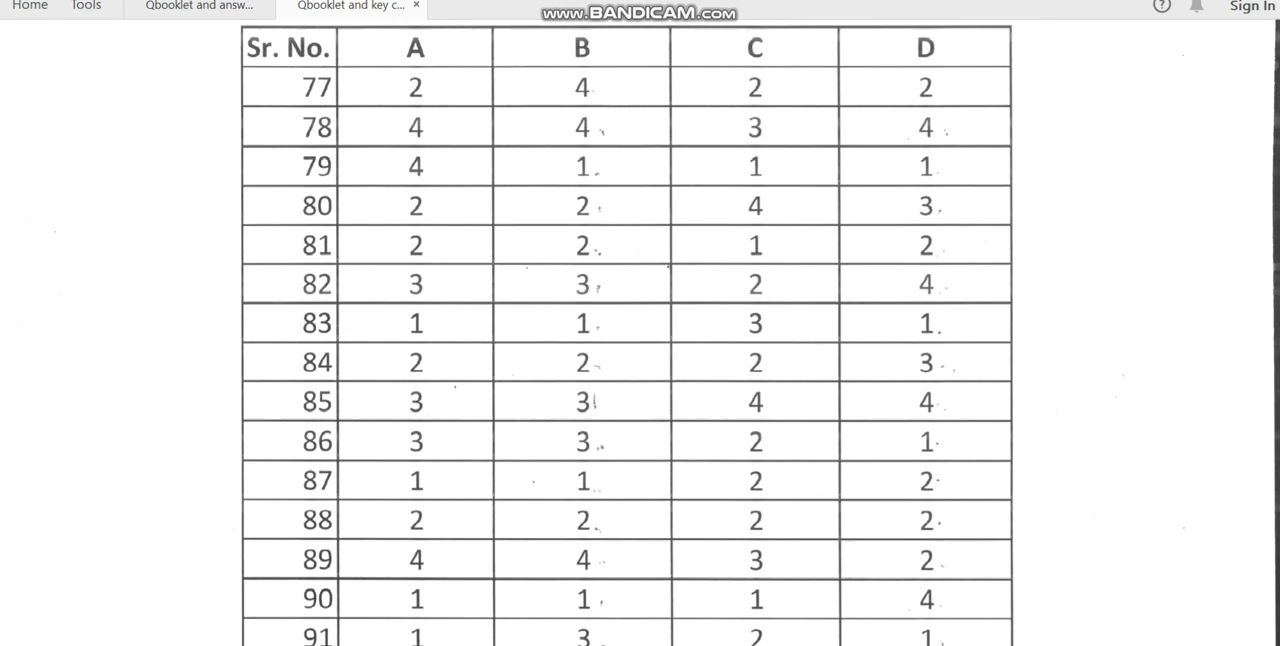 Home Tools Qbooklet and answ... Qbooklet and key c... × ? Sign In
www.BANDICAM.com
Sr. No. A B C D
77 2 4 2 2
78 4 4 3 4
79 4 1 1 1
80 2 2 4 3
81 2 2 1 2
82 3 3 2 4
83 1 1 3 1
84 2 2 2 3
85 3 3 4 4
86 3 3 2 1
87 1 1 2 2
88 2 2 2 2
89 4 4 3 2
90 1 1 1 4
91 1 3 2 1